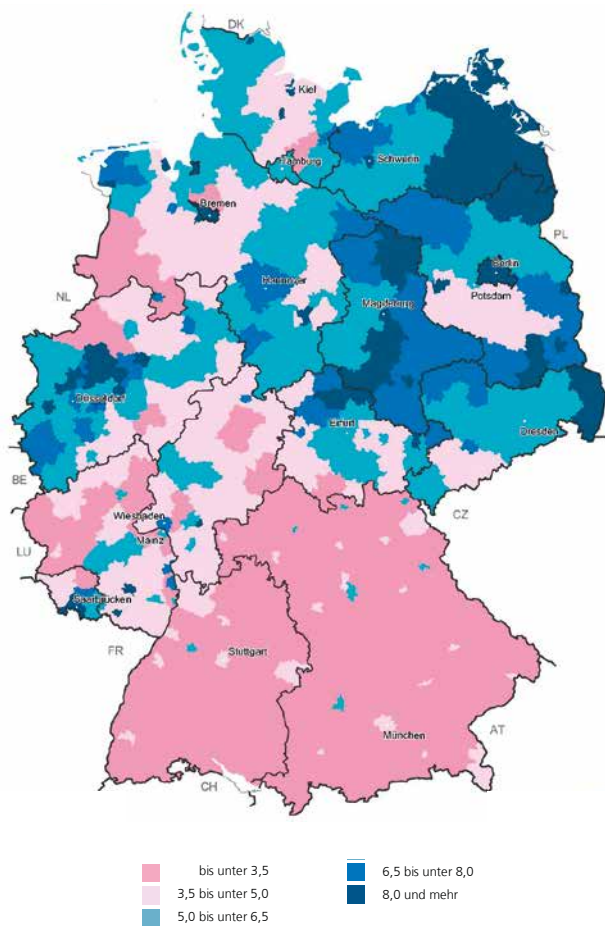 DK
Kiel
Hamburg
Schwerin
Bremen
PL
Berlin
Hannover
NL
Potsdam
Magdeburg
Düsseldorf
Erfurt
Dresden
BE
Wiesbaden
CZ
LU
Mainz
Saarbrücken
FR
Stuttgart
AT
München
CH
bis unter 3,5
3,5 bis unter 5,0
5,0 bis unter 6,5
6,5 bis unter 8,0
8,0 und mehr